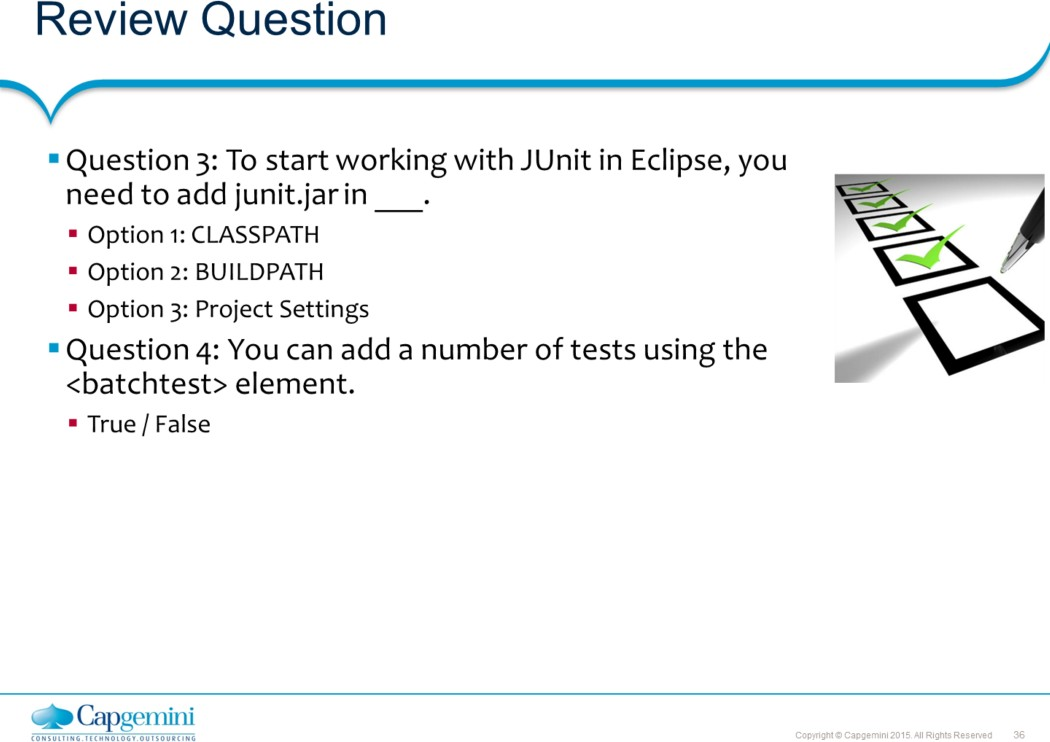 Review Question
Question 3: To start working with JUnit in Eclipse, you
need to add junit.jar in ___.
Option 1: CLASSPATH
Option 2: BUILDPATH
Option 3: Project Settings
Question 4: You can add a number of tests using the
<batchtest> element.
True / False
Capgemini
CONSULTING.TECHNOLOGY.OUTSOURCING
Copyright © Capgemini 2015. All Rights Reserved 36